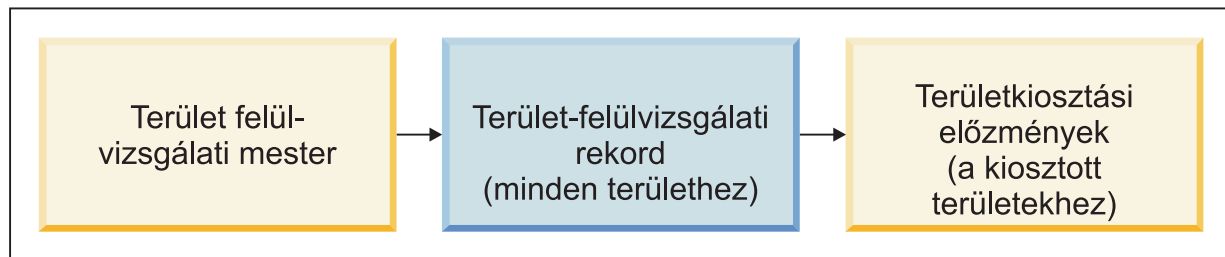 Terület felül-
vizsgálati mester
Terület-felülvizsgálati
rekord
(minden területhez)
Területkiosztási
előzmények
(a kiosztott
területekhez)